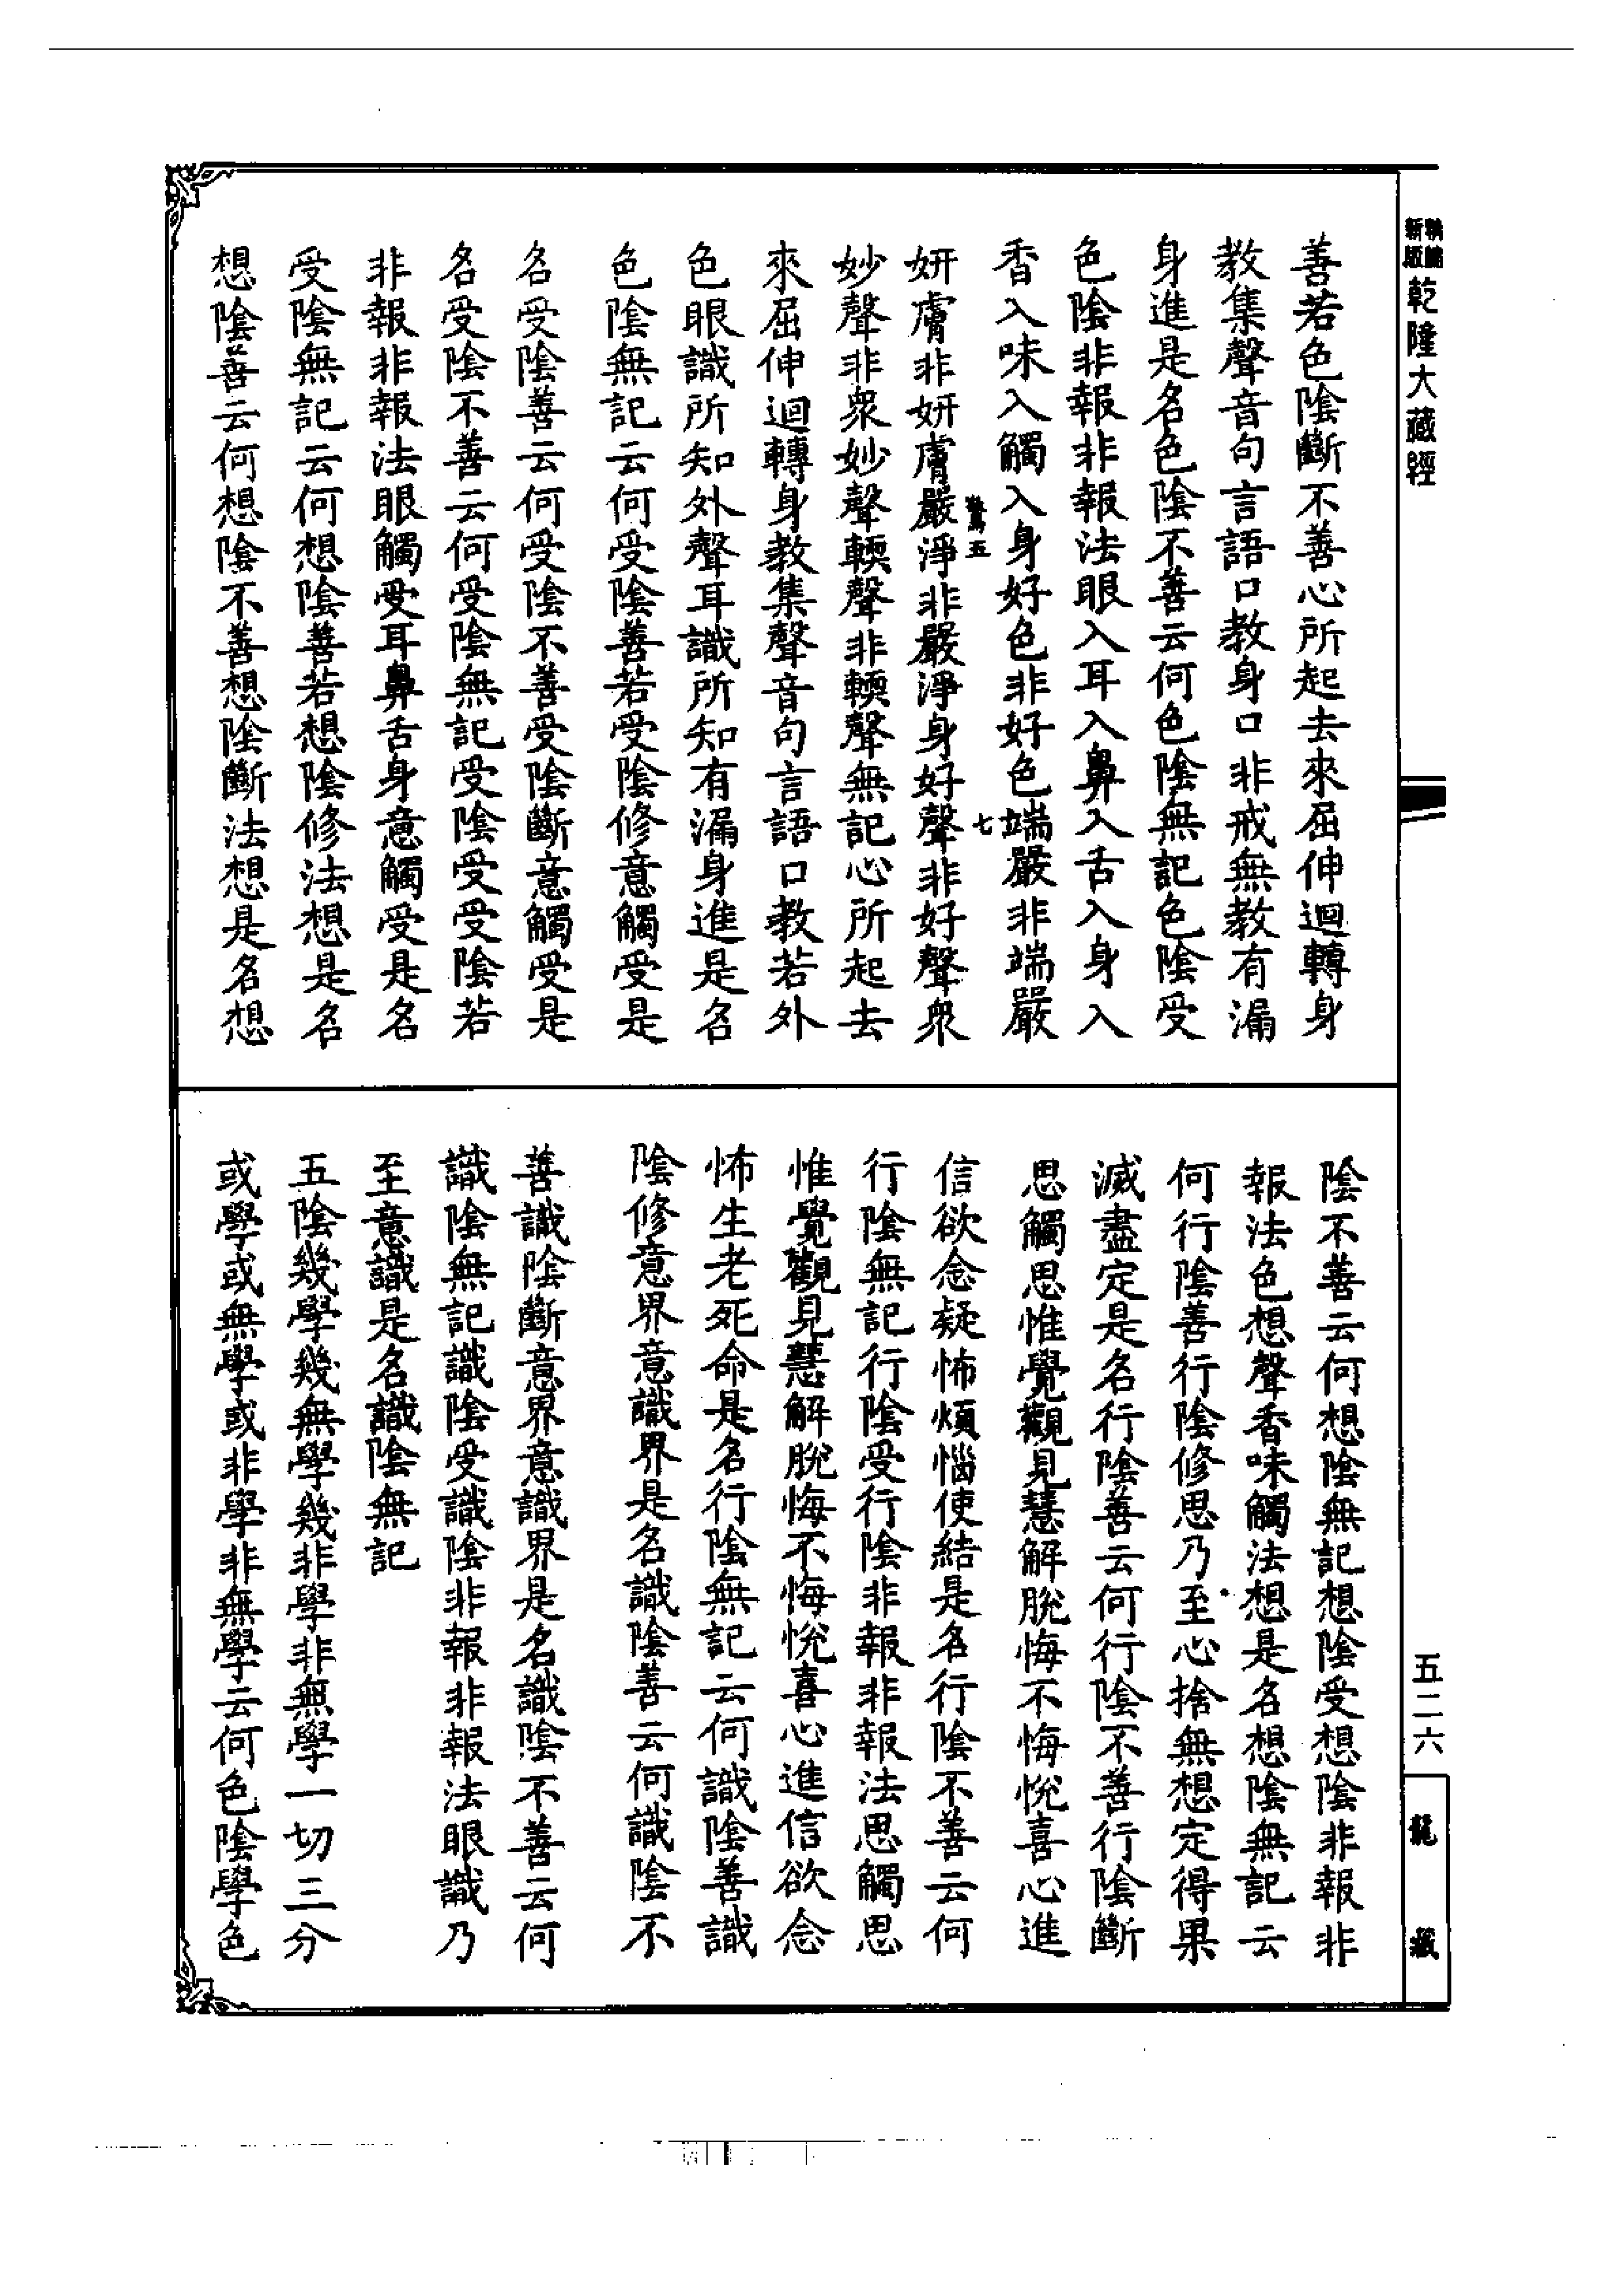 新版
精縮
乾隆大藏經
善若色陰斷不善心所起去來屈伸迴轉身
教集聲音句言語口教身口非戒無教有漏
身進是名色陰不善云何色陰無記色陰受
色陰非報非報法眼入耳入鼻入舌入身入
香入味入觸入身好色非好色端嚴非端嚴
七
妍膚非妍膚嚴淨非嚴淨身好聲非好聲衆
妙聲非衆妙聲輭聲非輭聲無記心所起去
來屈伸迴轉身教集聲音句言語口教若外
色眼識所知外聲耳識所知有漏身進是名
色陰無記云何受陰善若受陰修意觸受是
名受陰善云何受陰不善受陰斷意觸受是
名受陰不善云何受陰無記受陰受受陰若
非報非報法眼觸受耳鼻舌身意觸受是名
受陰無記云何想陰善若想陰修法想是名
想陰善云何想陰不善想陰斷法想是名想
陰不善云何想陰無記想陰受想陰非報非
報法色想聲香味觸法想是名想陰無記云
何行陰善行陰修思乃至心捨無想定得果
滅盡定是名行陰善云何行陰不善行陰斷
思觸思惟覺觀見慧解脫悔不悔悅喜心進
信欲念疑怖煩惱使結是名行陰不善云何
行陰無記行陰受行陰非報非報法思觸思
惟覺觀見慧解脫悔不悔悅喜心進信欲念
怖生老死命是名行陰無記云何識陰善識
陰修意界意識界是名識陰善云何識陰不
善識陰斷意界意識界是名識陰不善云何
識陰無記識陰受識陰非報非報法眼識乃
至意識是名識陰無記
五陰幾學幾無學幾非學非無學一切三分
或學或無學或非學非無學云何色陰學色
五二六
龍藏